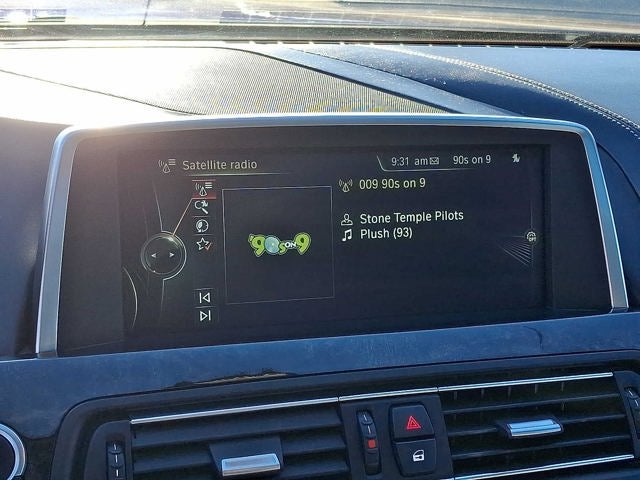 Satellite radio
9:31 am
90s on 9
009 90s on 9
'90s ON 9
Stone Temple Pilots
Plush (93)